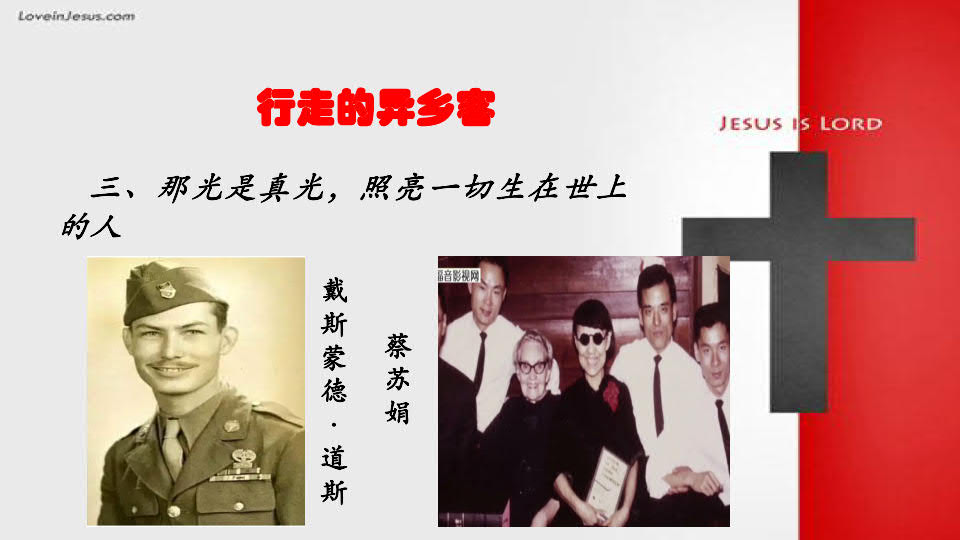 LoveinJesus.com
行走的异乡客
JESUS IS LORD
三、那光是真光，照亮一切生在世上
的人
戴斯蒙德·道斯
蔡苏娟
福音影视网